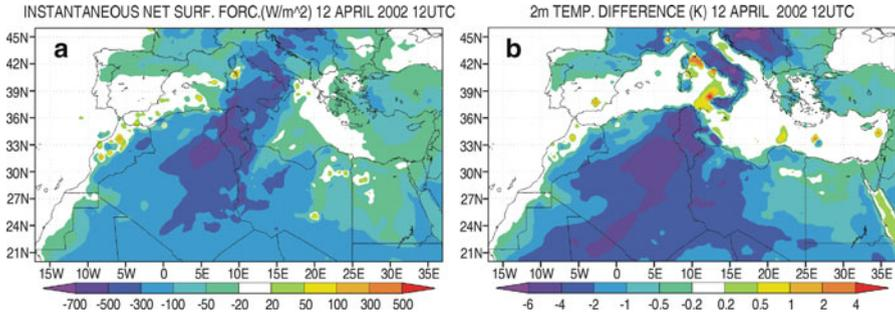 INSTANTANEOUS NET SURF. FORC.(W/m^2) 12 APRIL 2002 12UTC
a
45N
42N
39N
36N
33N
30N
27N
24N
21N
15W 10W 5W 0 5E 10E 15E 20E 25E 30E 35E
-700 -500 -300 -100 -50 -20 20 50 100 300 500
2m TEMP. DIFFERENCE (K) 12 APRIL 2002 12UTC
b
45N
42N
39N
36N
33N
30N
27N
24N
21N
15W 10W 5W 0 5E 10E 15E 20E 25E 30E 35E
-6 -4 -2 -1 -0.5 -0.2 0.2 0.5 1 2 4